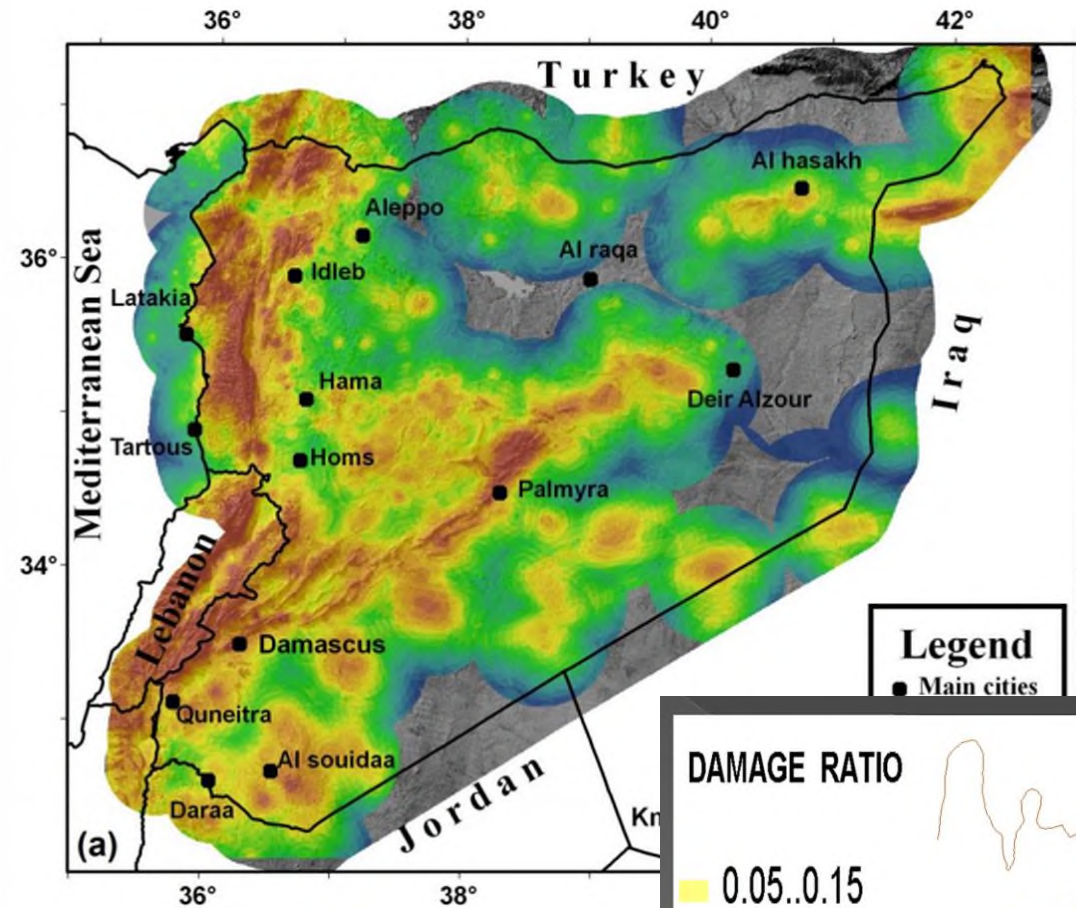 36°
38°
40°
42°
Turkey
Al hasakh
Aleppo
36°
Al raqa
Idleb
Latakia
Mediterranean Sea
Iraq
Hama
Deir Alzour
Tartous
Homs
Palmyra
34°
Lebanon
Damascus
Legend
Main cities
Quneitra
Al souidaa
DAMAGE RATIO
Jordan
Daraa
(a)
0.05..0.15
36°
38°